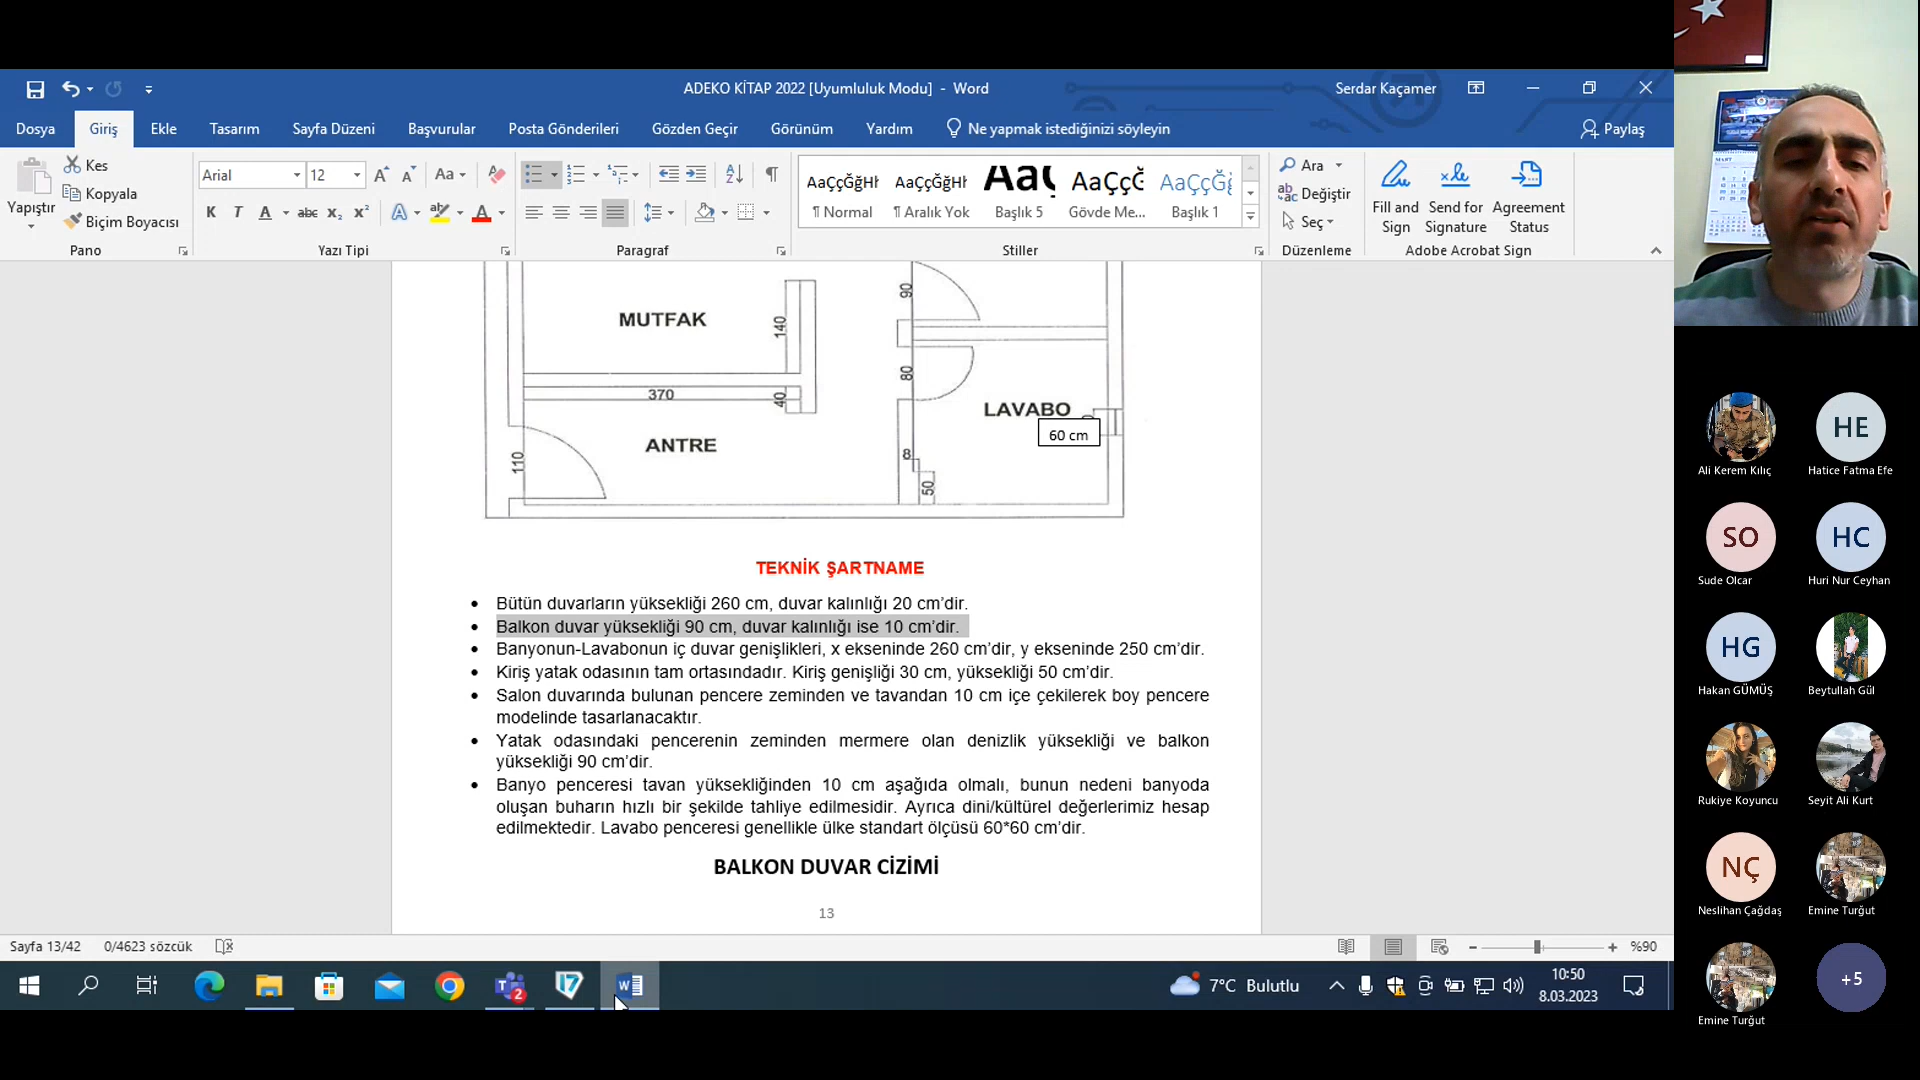 ADEKO KİTAP 2022 [Uyumluluk Modu] - Word
Serdar Kaçamer
Dosya
Giriş
Ekle
Tasarım
Sayfa Düzeni
Başvurular
Posta Gönderileri
Gözden Geçir
Görünüm
Yardım
Ne yapmak istediğinizi söyleyin
Paylaş
Yapıştır
Kes
Kopyala
Biçim Boyacısı
Pano
Arial
12
Aa
K T A abc x₂ x²
Yazı Tipi
Paragraf
AaÇçĞğHł
¶ Normal
AaÇçĞğHł
¶ Aralık Yok
AaÇ
Başlık 5
AaÇçĞ
Gövde Me...
AaÇçĞğ
Başlık 1
Stiller
Ara
Değiştir
Seç
Düzenleme
Fill and Sign
Send for Signature
Agreement Status
Adobe Acrobat Sign
MUTFAK
140
90
370
40
80
LAVABO
60 cm
ANTRE
110
8
50
TEKNİK ŞARTNAME
• Bütün duvarların yüksekliği 260 cm, duvar kalınlığı 20 cm’dir.
• Balkon duvar yüksekliği 90 cm, duvar kalınlığı ise 10 cm’dir.
• Banyonun-Lavabonun iç duvar genişlikleri, x ekseninde 260 cm’dir, y ekseninde 250 cm’dir.
• Kiriş yatak odasının tam ortasındadır. Kiriş genişliği 30 cm, yüksekliği 50 cm’dir.
• Salon duvarında bulunan pencere zeminden ve tavandan 10 cm içe çekilerek boy pencere
modelinde tasarlanacaktır.
• Yatak odasındaki pencerenin zeminden mermere olan denizlik yüksekliği ve balkon
yüksekliği 90 cm’dir.
• Banyo penceresi tavan yüksekliğinden 10 cm aşağıda olmalı, bunun nedeni banyoda
oluşan buharın hızlı bir şekilde tahliye edilmesidir. Ayrıca dini/kültürel değerlerimiz hesap
edilmektedir. Lavabo penceresi genellikle ülke standart ölçüsü 60*60 cm’dir.
BALKON DUVAR CİZİMİ
13
Sayfa 13/42
0/4623 sözcük
%90
7°C Bulutlu
10:50
8.03.2023
Ali Kerem Kılıç
HE
Hatice Fatma Efe
SO
Sude Olcar
HC
Huri Nur Ceyhan
HG
Hakan GÜMÜŞ
Beytullah Gül
Rukiye Koyuncu
Seyit Ali Kurt
NÇ
Neslihan Çağdaş
Emine Turğut
Emine Turğut
+5